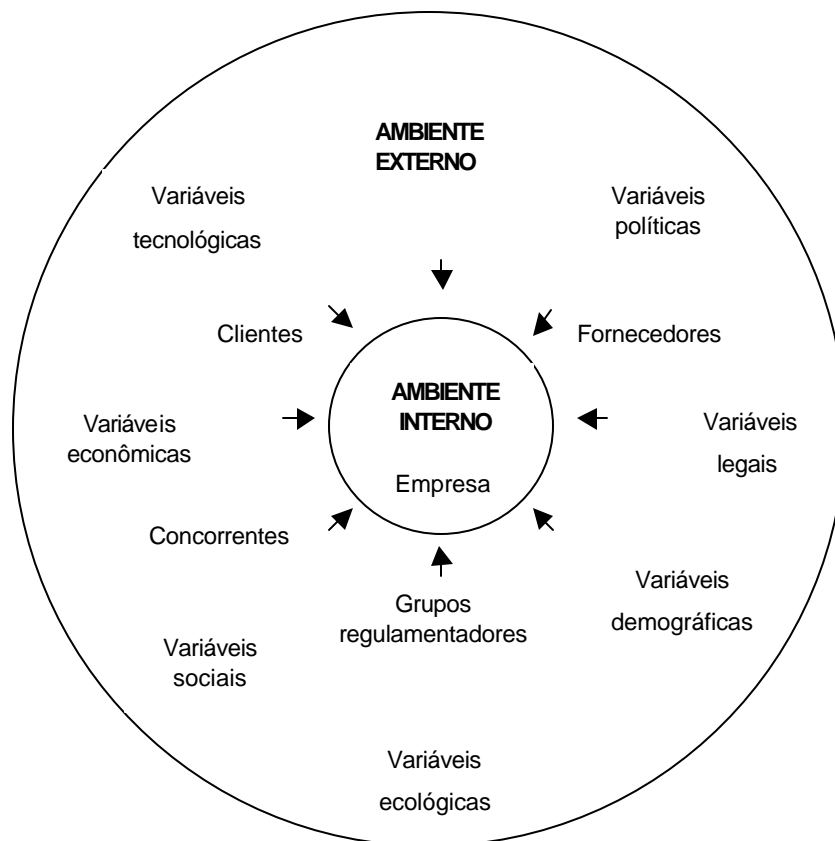 AMBIENTE
EXTERNO
Variáveis
tecnológicas
Variáveis
políticas
Clientes
Fornecedores
AMBIENTE
INTERNO
Empresa
Variáveis
econômicas
Variáveis
legais
Concorrentes
Grupos
regulamentadores
Variáveis
demográficas
Variáveis
sociais
Variáveis
ecológicas